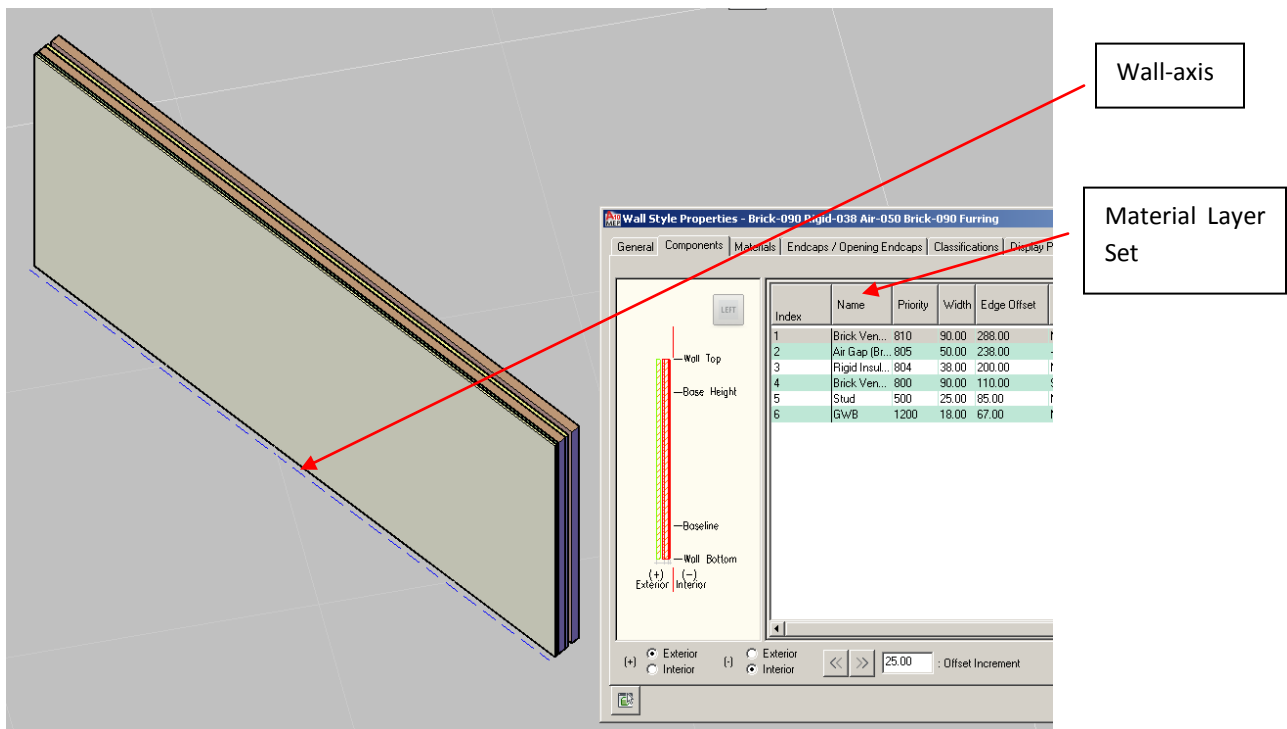 Wall-axis
Material Layer
Set
Wall Style Properties - Brick-090 Rigid-038 Air-050 Brick-090 Furring
General Components Materials Endcaps / Opening Endcaps Classifications Display P
LEFT
Wall Top
Base Height
Baseline
Wall Bottom
(+) (-)
Exterior Interior
Index Name Priority Width Edge Offset
1 Brick Ven... 810 90.00 288.00
2 Air Gap (Br... 805 50.00 238.00
3 Rigid Insul... 804 38.00 200.00
4 Brick Ven... 800 90.00 110.00
5 Stud 500 25.00 85.00
6 GWB 1200 18.00 67.00
(+) Exterior (-) Exterior << >> 25.00 : Offset Increment
Interior Interior